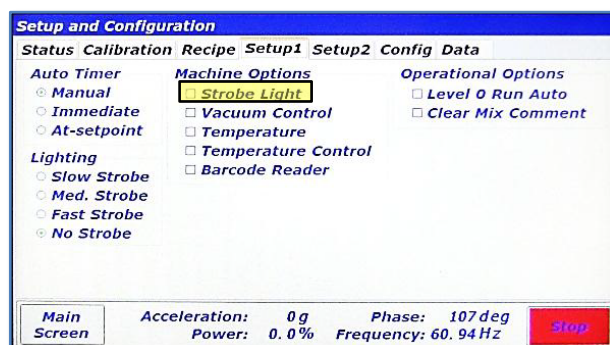 Setup and Configuration
Status Calibration Recipe Setup1 Setup2 Config Data
Auto Timer
Manual
Immediate
At-setpoint
Lighting
Slow Strobe
Med. Strobe
Fast Strobe
No Strobe
Machine Options
Strobe Light
Vacuum Control
Temperature
Temperature Control
Barcode Reader
Operational Options
Level 0 Run Auto
Clear Mix Comment
Main
Screen
Acceleration: 0 g
Power: 0.0%
Phase: 107 deg
Frequency: 60.94 Hz
Stop